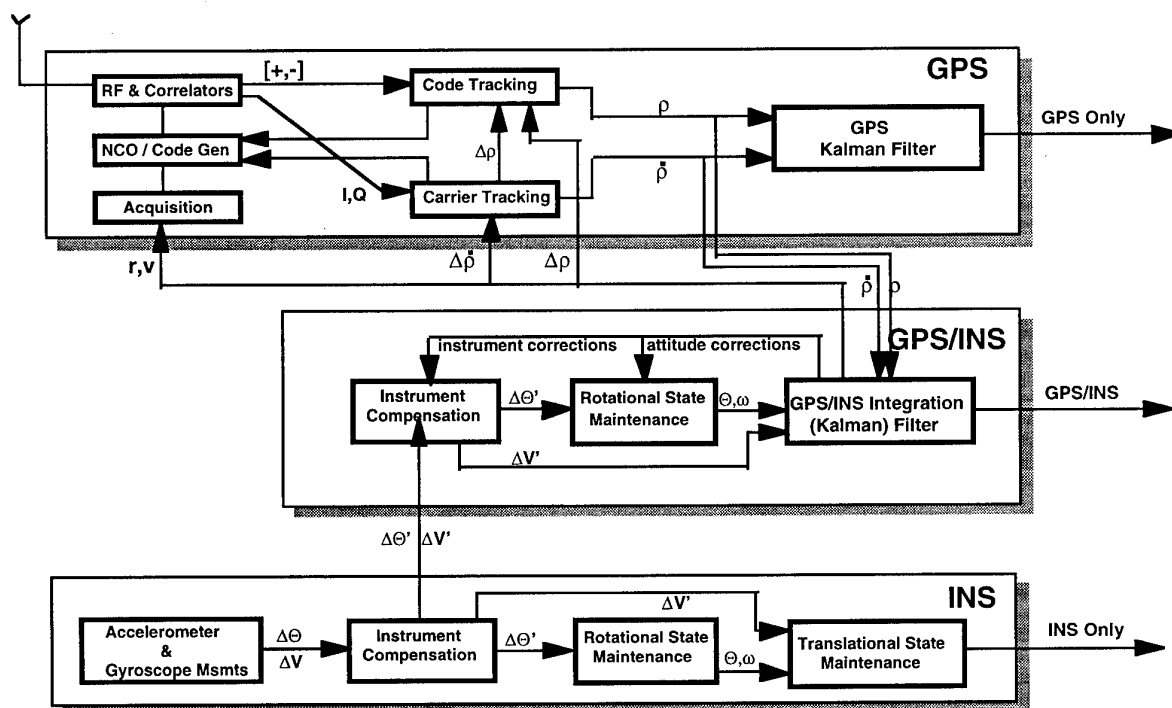 GPS
[+,-]
RF & Correlators
Code Tracking
ρ
GPS
Kalman Filter
GPS Only
NCO / Code Gen
Δρ
ρ̇
I,Q
Acquisition
Carrier Tracking
r,v
Δρ̇
Δρ
ρ̇
ρ
GPS/INS
instrument corrections
attitude corrections
Instrument
Compensation
ΔΘ'
Rotational State
Maintenance
Θ,ω
GPS/INS Integration
(Kalman) Filter
GPS/INS
ΔV'
ΔΘ' ΔV'
INS
ΔV'
Accelerometer
&
Gyroscope Msmts
ΔΘ
ΔV
Instrument
Compensation
ΔΘ'
Rotational State
Maintenance
Θ,ω
Translational State
Maintenance
INS Only